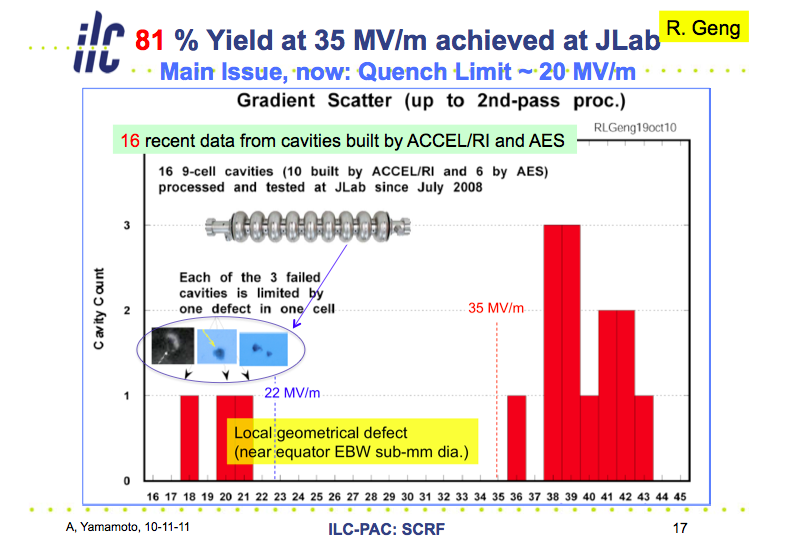 ilc
81 % Yield at 35 MV/m achieved at JLab
R. Geng
Main Issue, now: Quench Limit ~ 20 MV/m
Gradient Scatter (up to 2nd-pass proc.)
RLGeng19oct10
16 recent data from cavities built by ACCEL/RI and AES
16 9-cell cavities (10 built by ACCEL/RI and 6 by AES)
processed and tested at JLab since July 2008
Each of the 3 failed
cavities is limited by
one defect in one cell
35 MV/m
22 MV/m
Local geometrical defect
(near equator EBW sub-mm dia.)
Cavity Count
3
2
1
0
16 17 18 19 20 21 22 23 24 25 26 27 28 29 30 31 32 33 34 35 36 37 38 39 40 41 42 43 44 45
A, Yamamoto, 10-11-11
ILC-PAC: SCRF
17